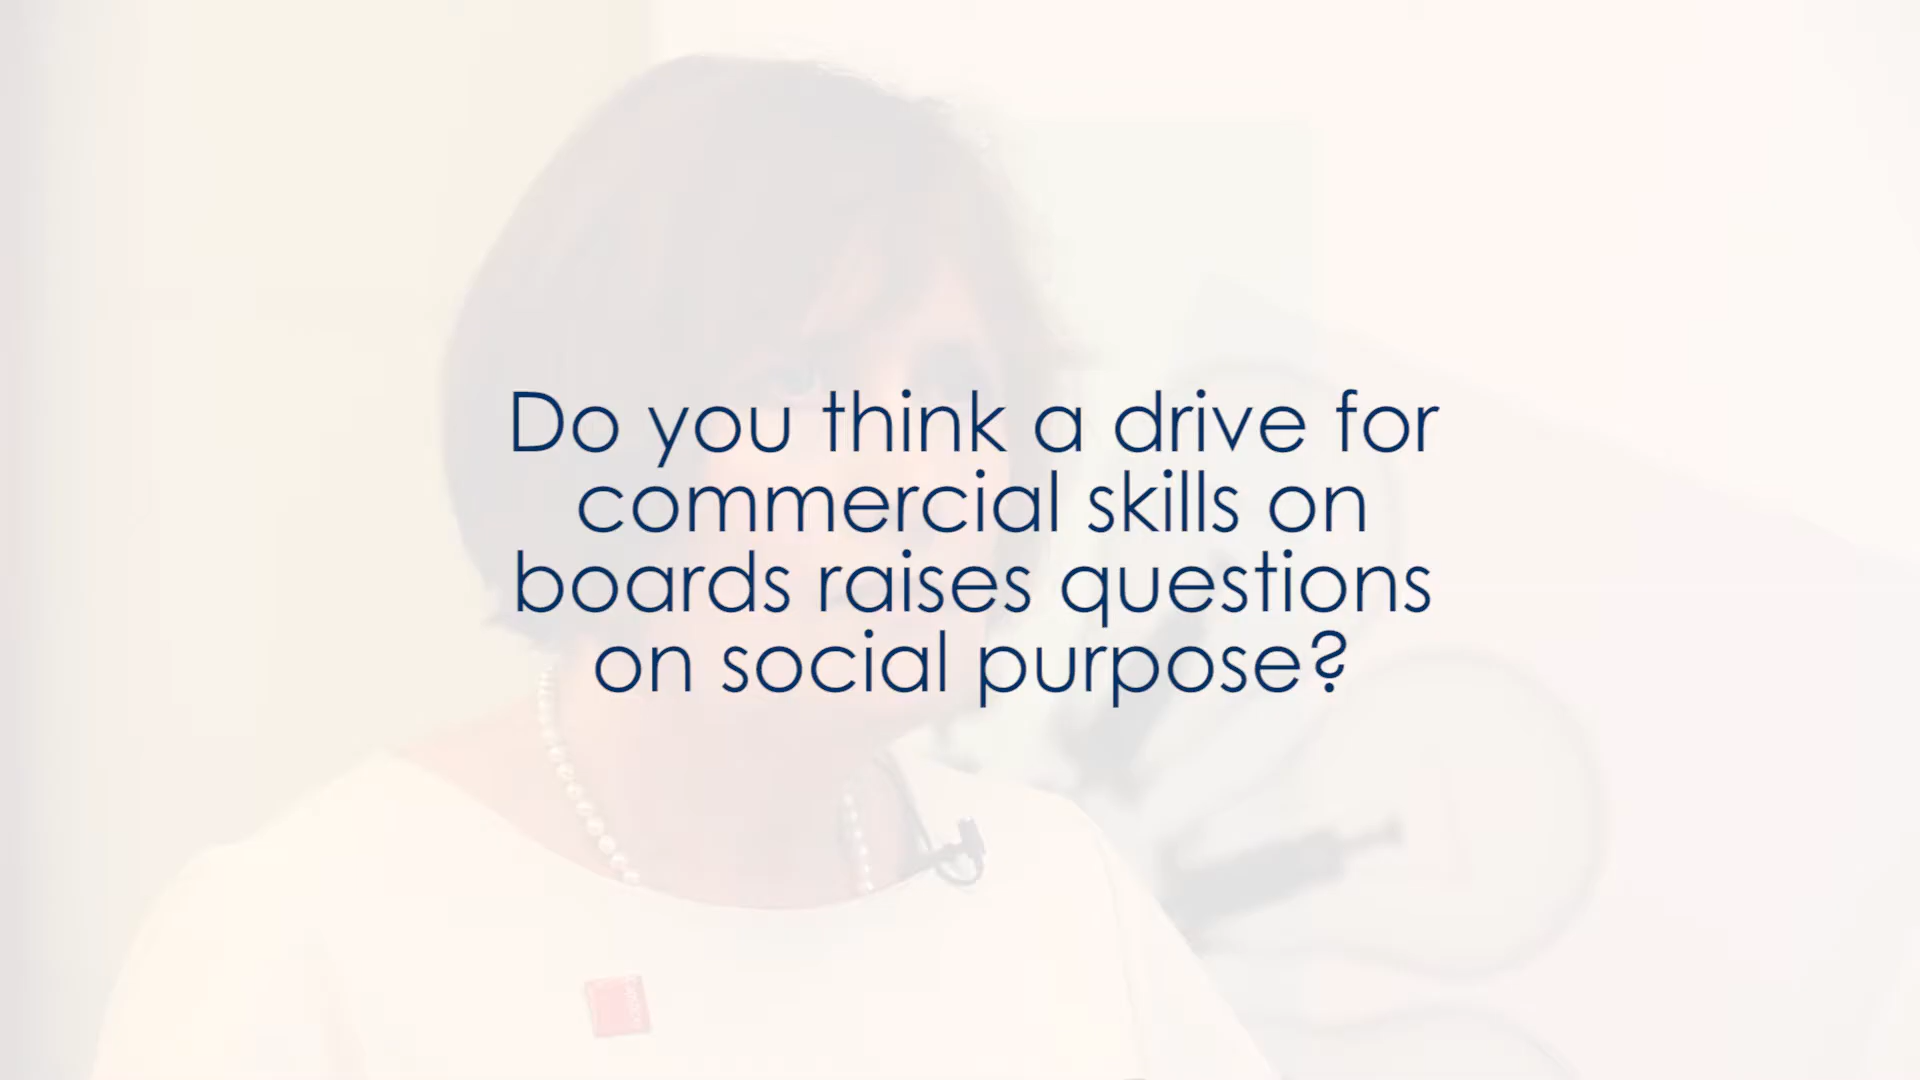 Do you think a drive for
commercial skills on
boards raises questions
on social purpose?